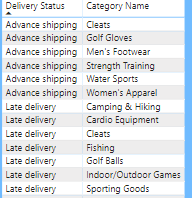 Delivery Status Category Name
Advance shipping Cleats
Advance shipping Golf Gloves
Advance shipping Men's Footwear
Advance shipping Strength Training
Advance shipping Water Sports
Advance shipping Women's Apparel
Late delivery Camping & Hiking
Late delivery Cardio Equipment
Late delivery Cleats
Late delivery Fishing
Late delivery Golf Balls
Late delivery Indoor/Outdoor Games
Late delivery Sporting Goods